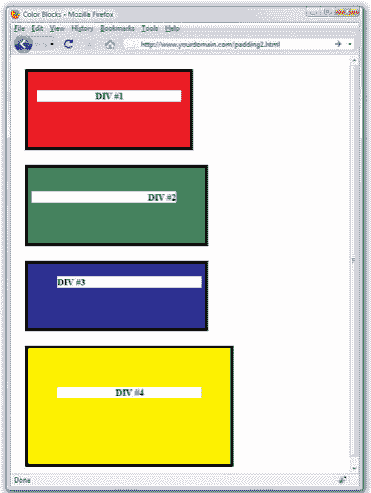 Color Blocks - Mozilla Firefox
File Edit View History Bookmarks Tools Help
http://www.yourdomain.com/padding2.html
DIV #1
DIV #2
DIV #3
DIV #4
Done